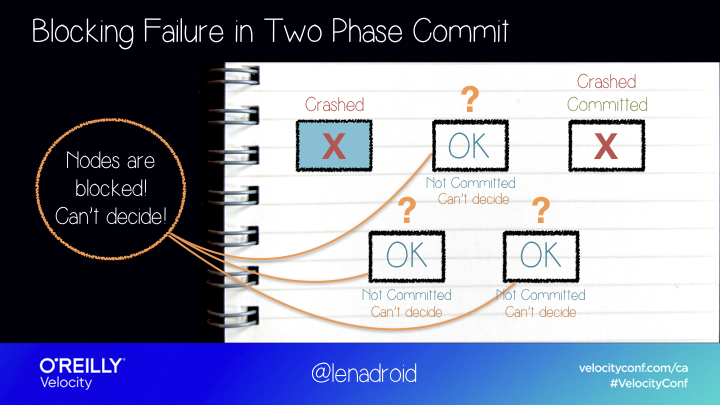 Blocking Failure in Two Phase Commit
Crashed
X
?
OK
Not Committed
Can't decide
Crashed
Committed
X
Nodes are
blocked!
Can't decide!
?
OK
Not Committed
Can't decide
?
OK
Not Committed
Can't decide
O'REILLY®
Velocity
@lenadroid
velocityconf.com/ca
#VelocityConf